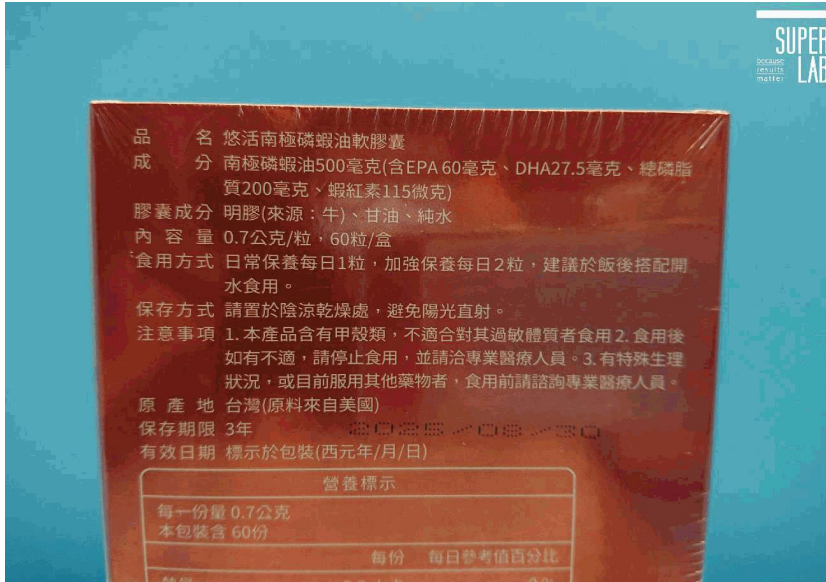 SUPER
LAB
because
results
matter
品 名 悠活南極磷蝦油軟膠囊
成 分 南極磷蝦油500毫克(含EPA 60毫克、DHA27.5毫克、總磷脂
質200毫克、蝦紅素115微克)
膠囊成分 明膠(來源：牛)、甘油、純水
內 容 量 0.7公克/粒，60粒/盒
食用方式 日常保養每日1粒，加強保養每日2粒，建議於飯後搭配開
水食用。
保存方式 請置於陰涼乾燥處，避免陽光直射。
注意事項 1. 本產品含有甲殼類，不適合對其過敏體質者食用 2. 食用後
如有不適，請停止食用，並請洽專業醫療人員。3. 有特殊生理
狀況，或目前服用其他藥物者，食用前請諮詢專業醫療人員。
原 產 地 台灣(原料來自美國)
保存期限 3年
2025/08/30
有效日期 標示於包裝(西元年/月/日)
營養標示
每一份量 0.7公克
本包裝含 60份
每份 每日參考值百分比